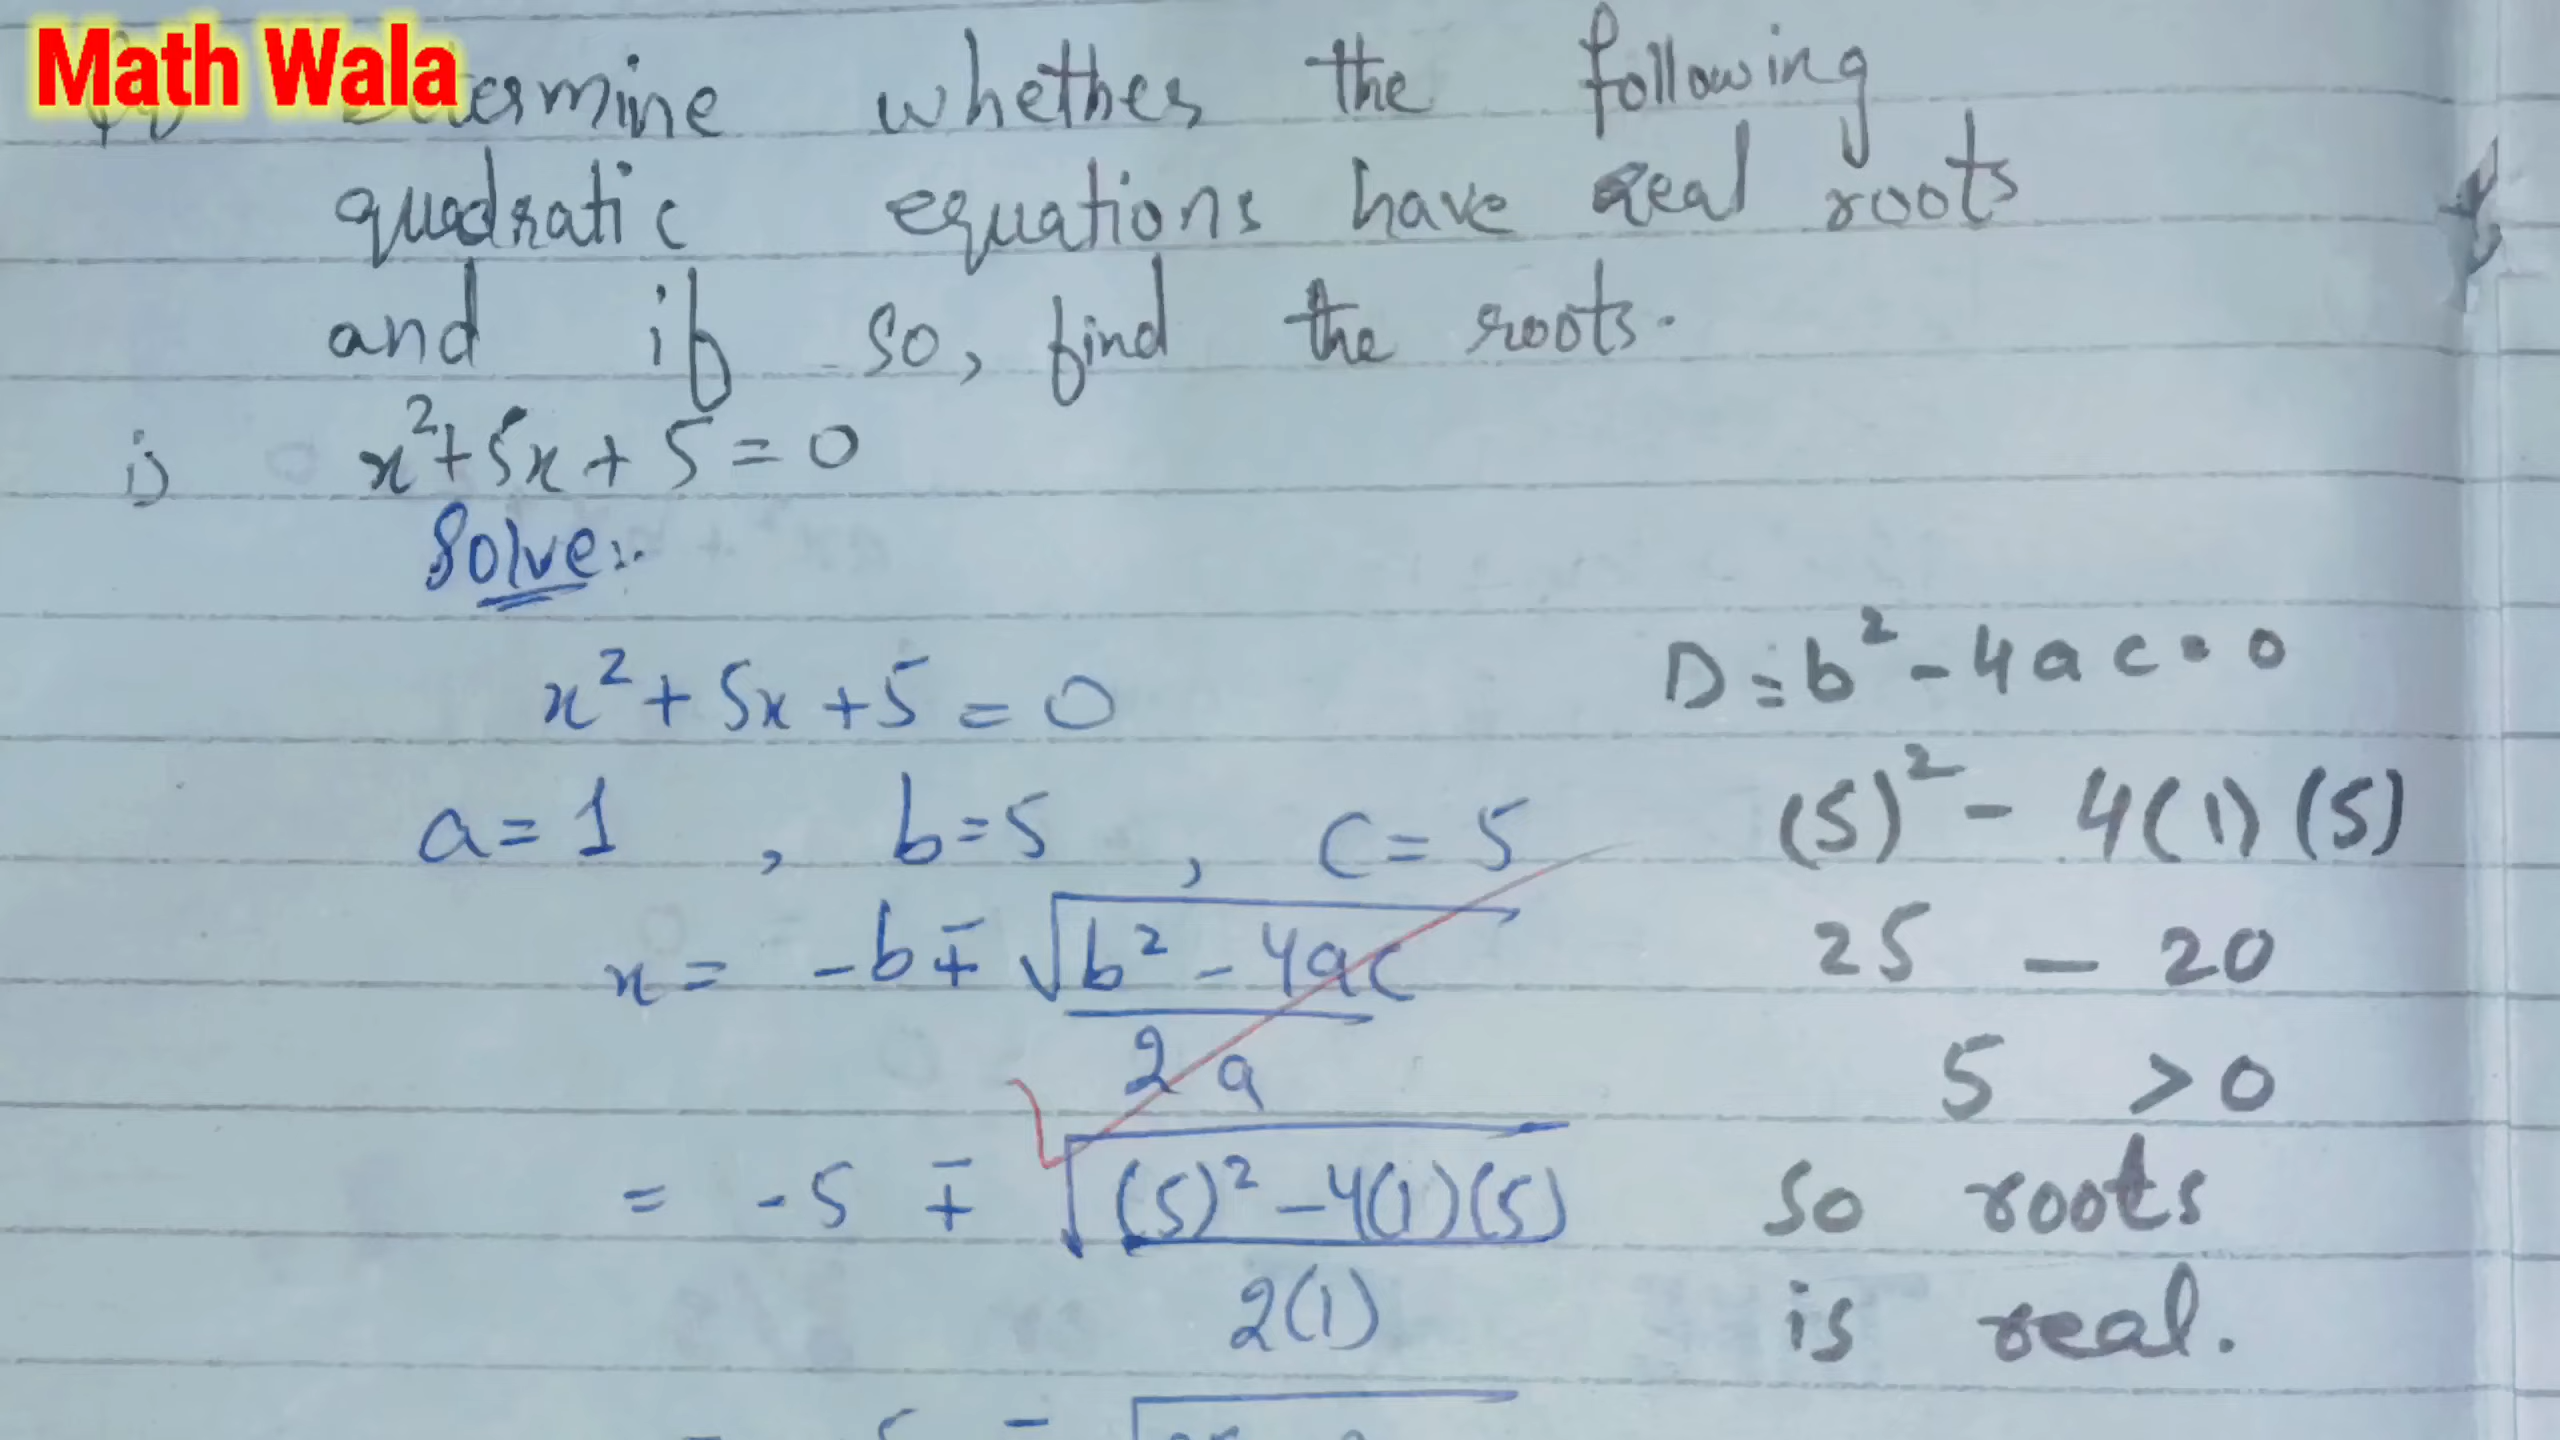 Math Wala
termine whether the following
quadratic equations have real roots
and if so, find the roots.
i) x²+5x+5=0
Solve:-
x²+5x+5=0
D=b²-4ac=0
a=1, b=5, c=5
(5)²-4(1)(5)
x= -b∓√b²-4ac
25 - 20
2a
5 >0
= -5 ∓ √(5)²-4(1)(5)
so roots
2(1)
is real.